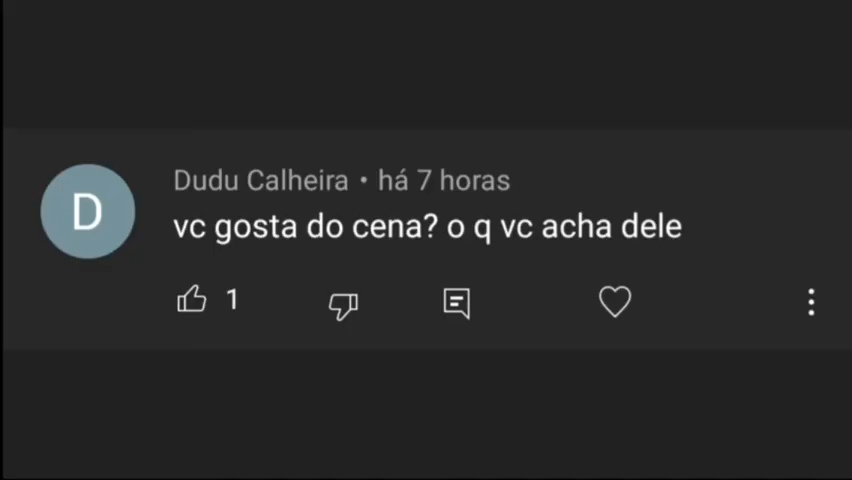 D
Dudu Calheira • há 7 horas
vc gosta do cena? o q vc acha dele
1